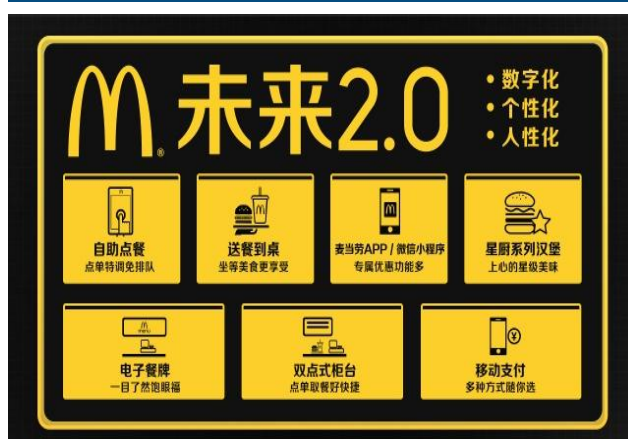 未来2.0
• 数字化
• 个性化
• 人性化
自助点餐
点单特调免排队
送餐到桌
坐等美食更享受
麦当劳APP / 微信小程序
专属优惠功能多
星厨系列汉堡
上心的星级美味
menu
电子餐牌
一目了然饱眼福
双点式柜台
点单取餐好快捷
移动支付
多种方式随你选